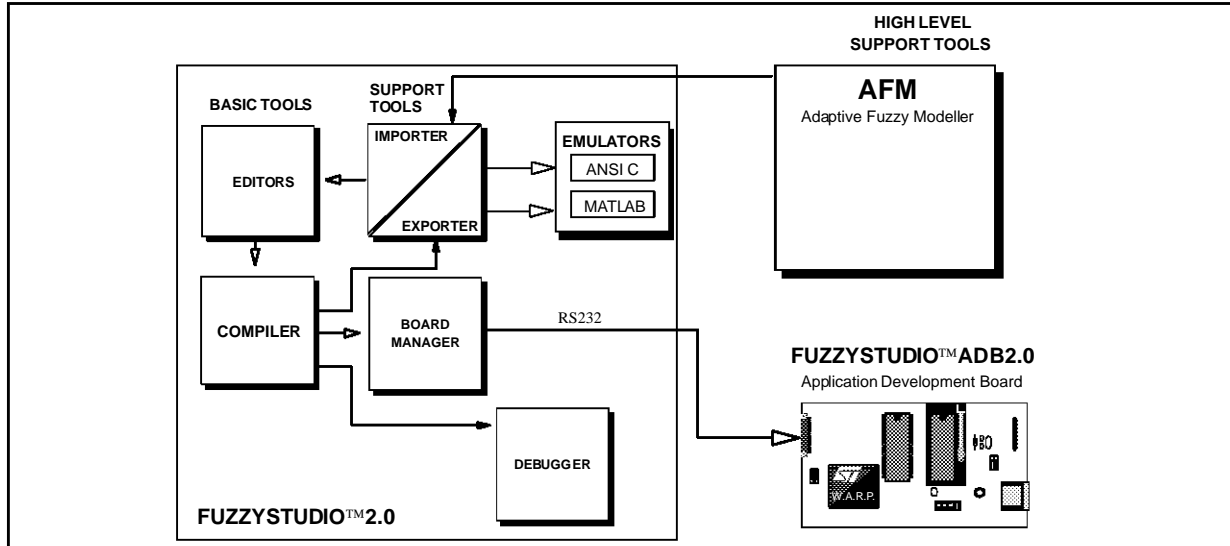 HIGH LEVEL
SUPPORT TOOLS
AFM
Adaptive Fuzzy Modeller
BASIC TOOLS
SUPPORT
TOOLS
IMPORTER
EXPORTER
EDITORS
EMULATORS
ANSI C
MATLAB
COMPILER
BOARD
MANAGER
RS232
DEBUGGER
FUZZYSTUDIO™2.0
FUZZYSTUDIO™ADB2.0
Application Development Board
ST
W.A.R.P.